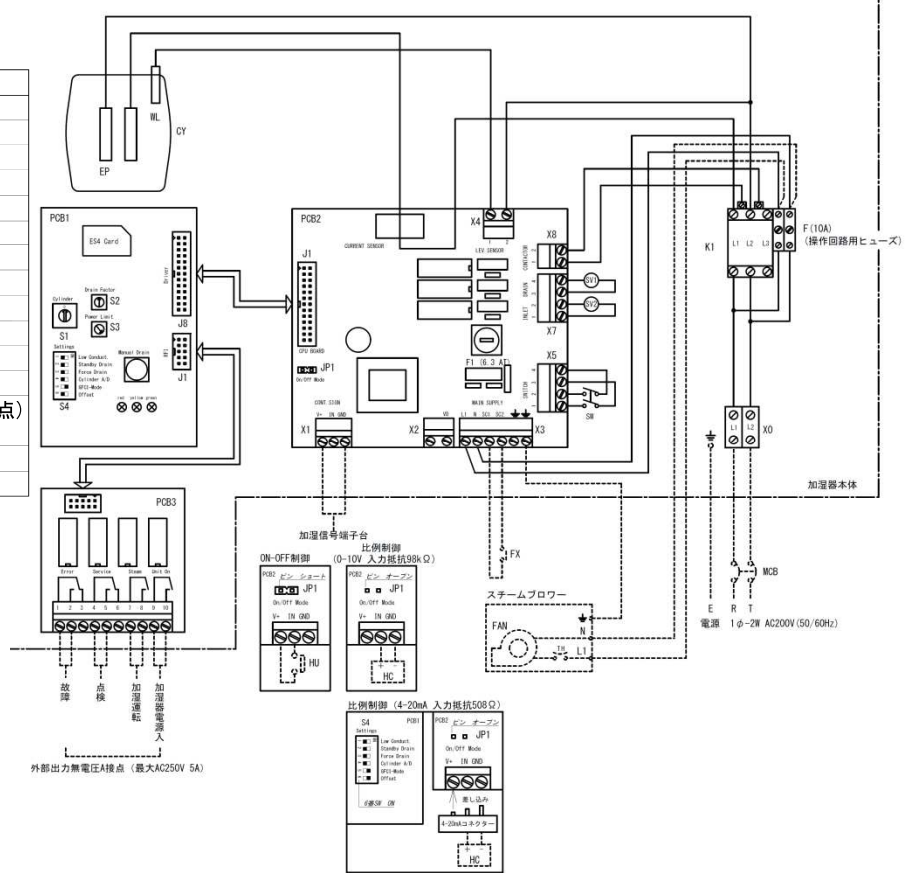 WL
CY
EP
PCB1
ES4 Card
Drain Factor
S2
Cylinder
Power Limit
S3
S1
Settings
Manual Drain
Low Conduct.
Standby Drain
Force Drain
Cylinder A/D
Offset
S4
red yellow green
Driver
J8
J1
PCB2
CURRENT SENSOR
X4
1 2
LEV SENSOR
X8
CONTACTOR
J1
CPU BOARD
SV1
DRAIN
SV2
INLET
X7
F1 (6.3 AT)
JP1
On/Off Mode
X5
SWITCH
SW
V+ IN GND
MAIN SUPPLY
X1
X2
L1 N SC1 SC2
X3
K1
L1 L2 L3
F(10A)
(操作回路用ヒューズ)
L1 L2
X0
点)
加湿器本体
PCB3
Error Service Steam Unit On
1 2 3 4 5 6 7 8 9 10
故障
点検
加湿運転
加湿器電源入
外部出力無電圧A接点 (最大AC250V 5A)
加湿信号端子台
ON-OFF制御
PCB2 ピン ショート
JP1
On/Off Mode
V+ IN GND
HU
比例制御
(0-10V 入力抵抗98kΩ)
PCB2 ピン オープン
JP1
On/Off Mode
V+ IN GND
+ -
HC
FX
スチームブロワー
FAN
N
TH
L1
MCB
E R T
電源 1φ-2W AC200V(50/60Hz)
比例制御 (4-20mA 入力抵抗508Ω)
S4
PCB1
Settings
Low Conduct.
Standby Drain
Force Drain
Cylinder A/D
Offset
6番SW ON
PCB2 ピン オープン
JP1
On/Off Mode
V+ IN GND
差し込み
4-20mAコネクター
+ -
HC